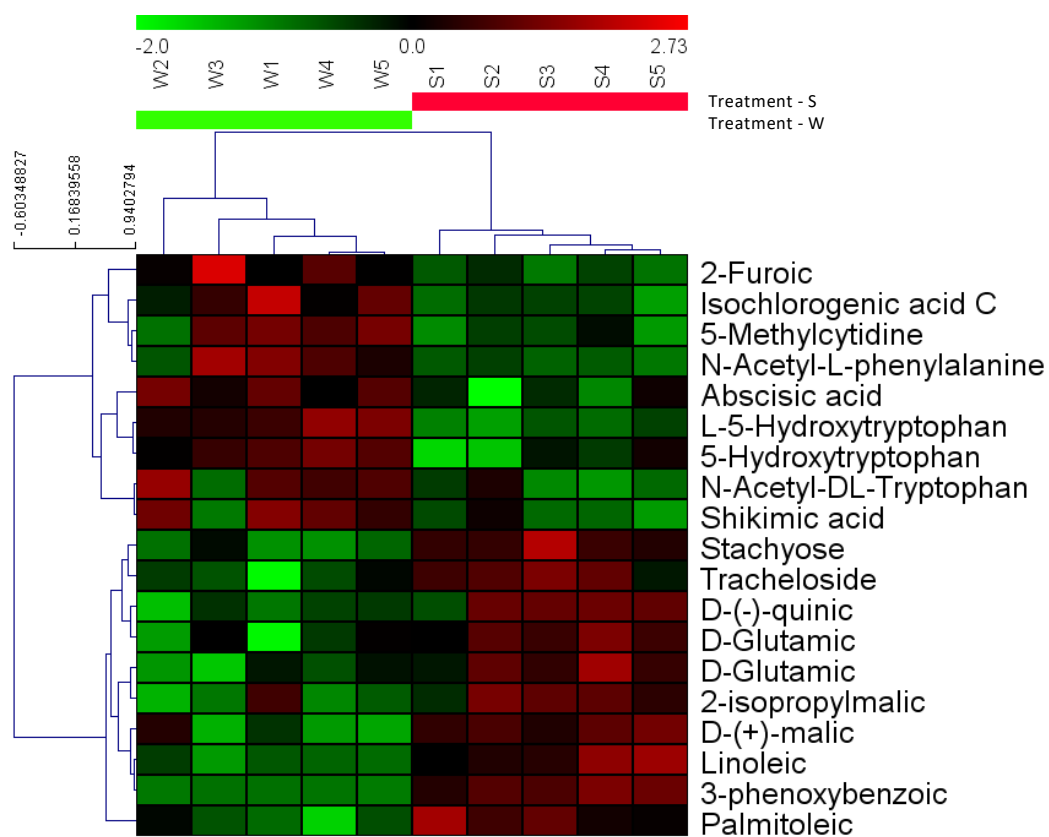 -2.0 0.0 2.73
W2 W3 W1 W4 W5 S1 S2 S3 S4 S5
Treatment - S
Treatment - W
-0.60348827
0.16839558
0.9402794
2-Furoic
Isochlorogenic acid C
5-Methylcytidine
N-Acetyl-L-phenylalanine
Abscisic acid
L-5-Hydroxytryptophan
5-Hydroxytryptophan
N-Acetyl-DL-Tryptophan
Shikimic acid
Stachyose
Tracheloside
D-(-)-quinic
D-Glutamic
D-Glutamic
2-isopropylmalic
D-(+)-malic
Linoleic
3-phenoxybenzoic
Palmitoleic